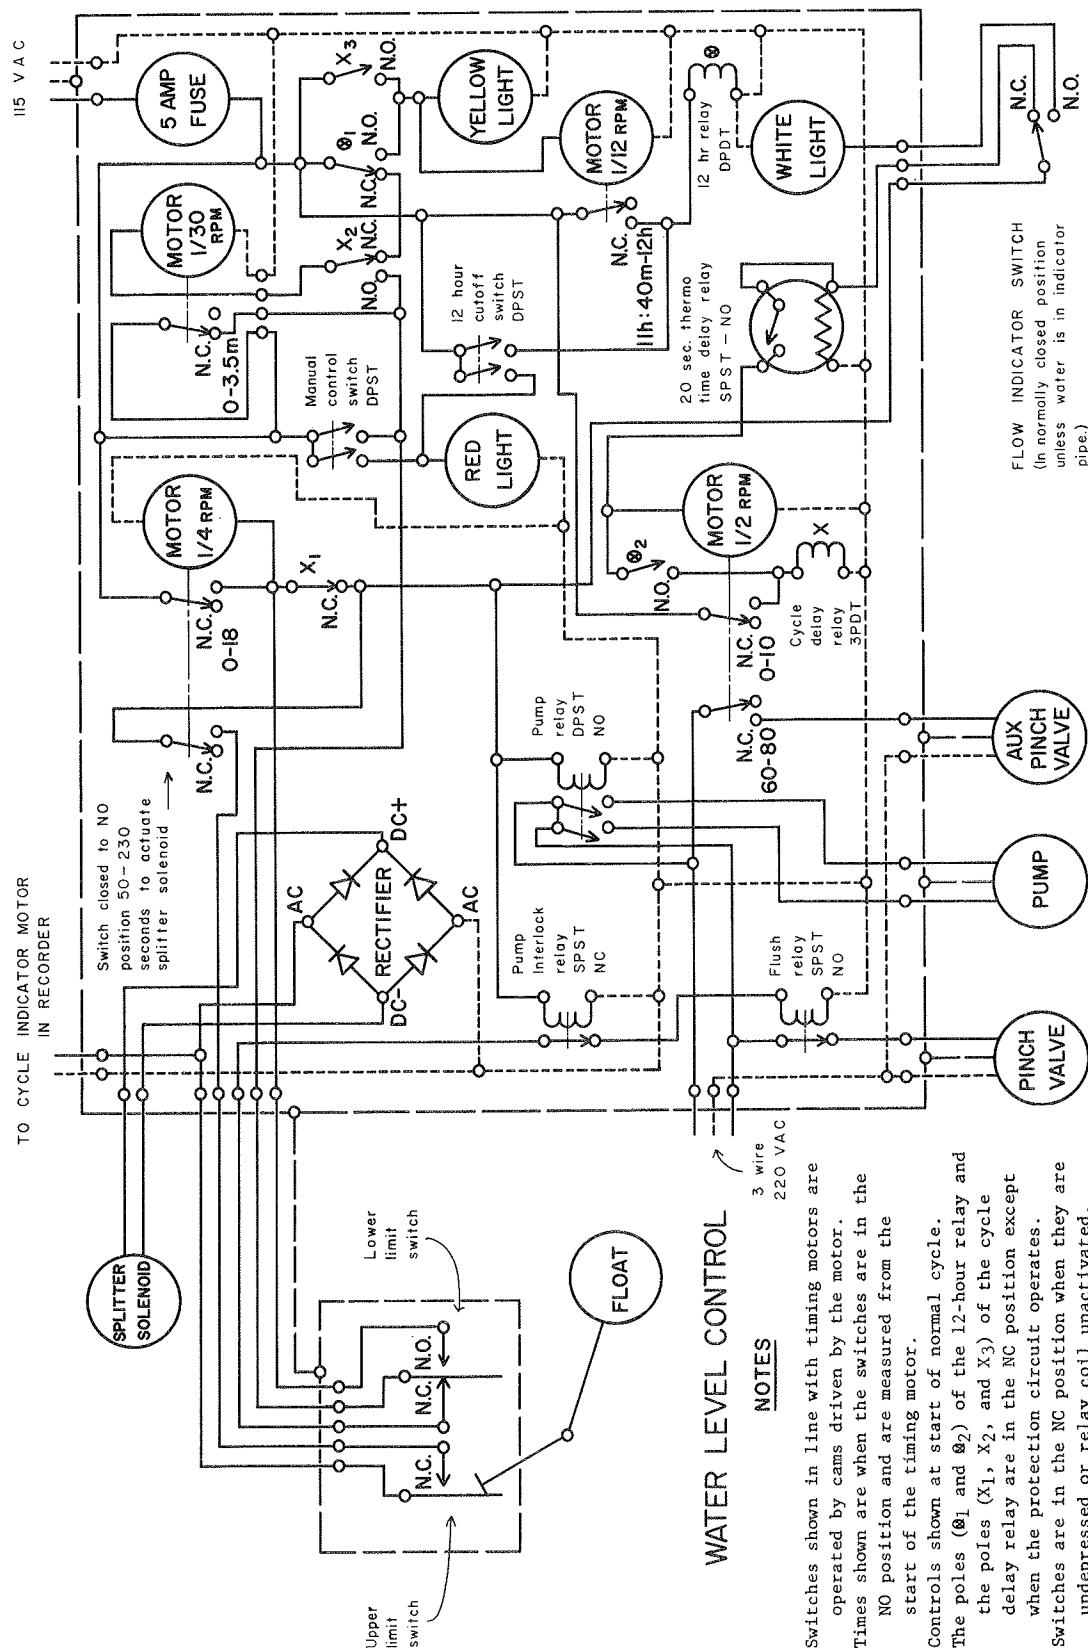 115 VAC
5 AMP
FUSE
X3
N.O.
YELLOW
LIGHT
⊗
12 hr relay
DPDT
WHITE
LIGHT
MOTOR
1/12 RPM
⊗1
N.O.
N.C.
MOTOR
1/30
RPM
X2
N.C.
N.O.
N.C.
0-3.5m
12 hour
cutoff
switch
DPST
N.C.
11h:40m-12h
20 sec. thermo
time delay relay
SPST - NO
N.C.
N.O.
FLOW INDICATOR SWITCH
(In normally closed position
unless water is in indicator
pipe.)
Manual
control
switch
DPST
RED
LIGHT
MOTOR
1/4 RPM
X1
N.C.
N.C.
0-18
MOTOR
1/2 RPM
⊗2
N.O.
X
N.C.
0-10
Cycle
delay
relay
3PDT
N.C.
60-80
N.C.
Switch closed to NO
position 50-230
seconds to actuate
splitter solenoid
Pump
relay
DPST
NO
AUX
PINCH
VALVE
TO CYCLE INDICATOR MOTOR
IN RECORDER
DC+
AC
RECTIFIER
AC
DC-
Pump
Interlock
relay
SPST
NC
Flush
relay
SPST
NO
PUMP
PINCH
VALVE
SPLITTER
SOLENOID
Lower
limit
switch
N.O.
N.C.
N.C.
Upper
limit
switch
FLOAT
3 wire
220 VAC
WATER LEVEL CONTROL
NOTES
Switches shown in line with timing motors are
operated by cams driven by the motor.
Times shown are when the switches are in the
NO position and are measured from the
start of the timing motor.
Controls shown at start of normal cycle.
The poles (⊗1 and ⊗2) of the 12-hour relay and
the poles (X1, X2, and X3) of the cycle
delay relay are in the NC position except
when the protection circuit operates.
Switches are in the NC position when they are
undepressed or relay coil unactivated.